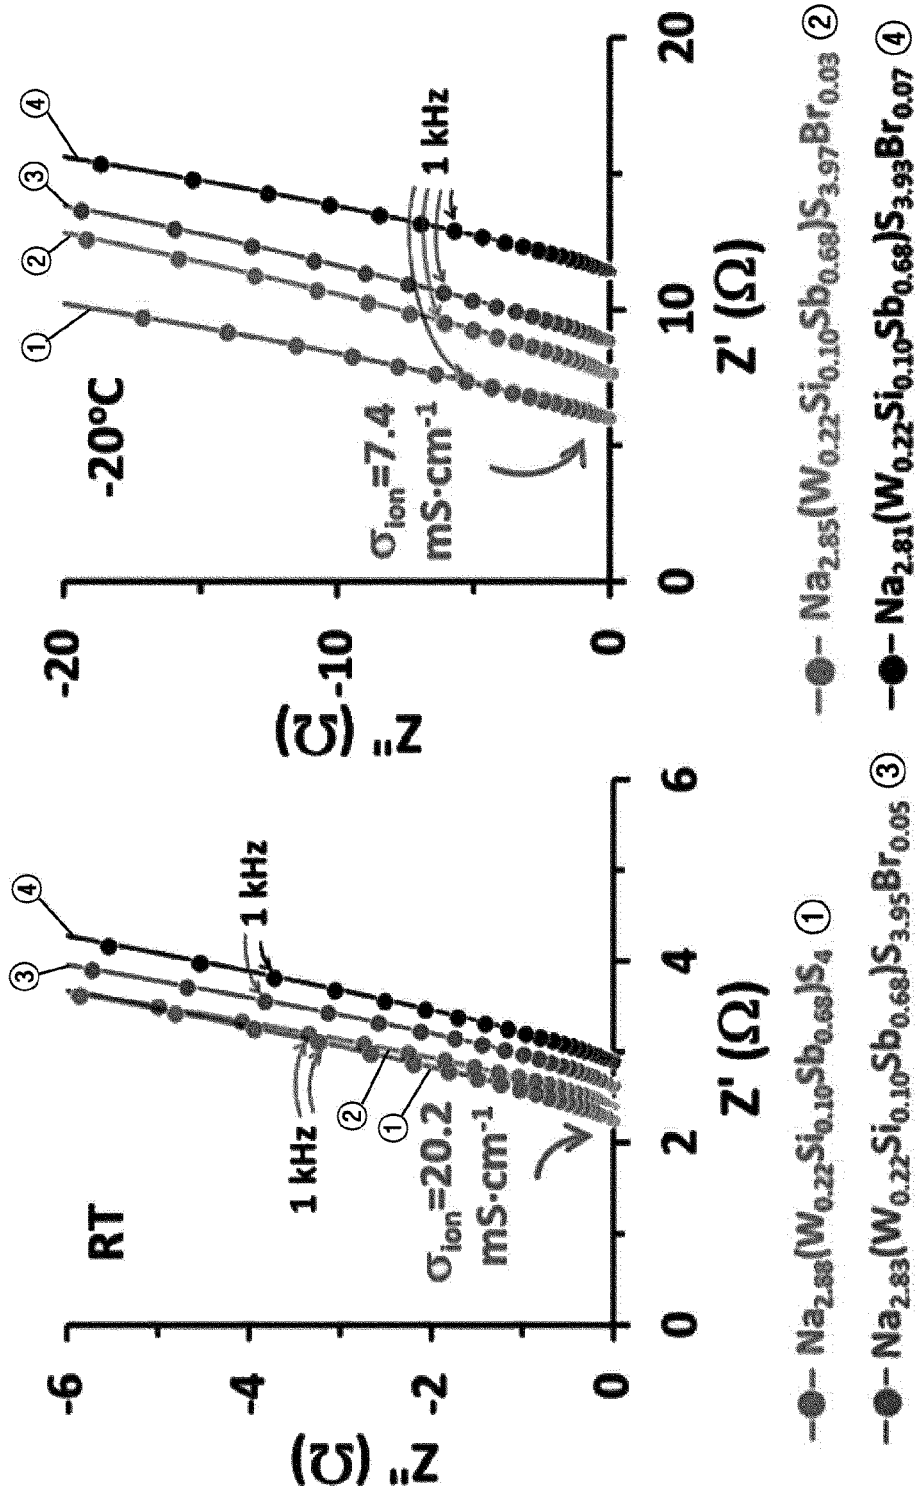 RT
-6
-4
-2
0
Z" (Ω)
0
2
4
6
Z' (Ω)
1 kHz
1 kHz
σion=20.2
mS·cm-1
①
②
③
④
-20°C
-20
-10
0
Z" (Ω)
0
10
20
Z' (Ω)
1 kHz
σion=7.4
mS·cm-1
①
②
③
④
Na2.88(W0.22Si0.10Sb0.68)S4 ①
Na2.85(W0.22Si0.10Sb0.68)S3.97Br0.03 ②
Na2.83(W0.22Si0.10Sb0.68)S3.95Br0.05 ③
Na2.81(W0.22Si0.10Sb0.68)S3.93Br0.07 ④